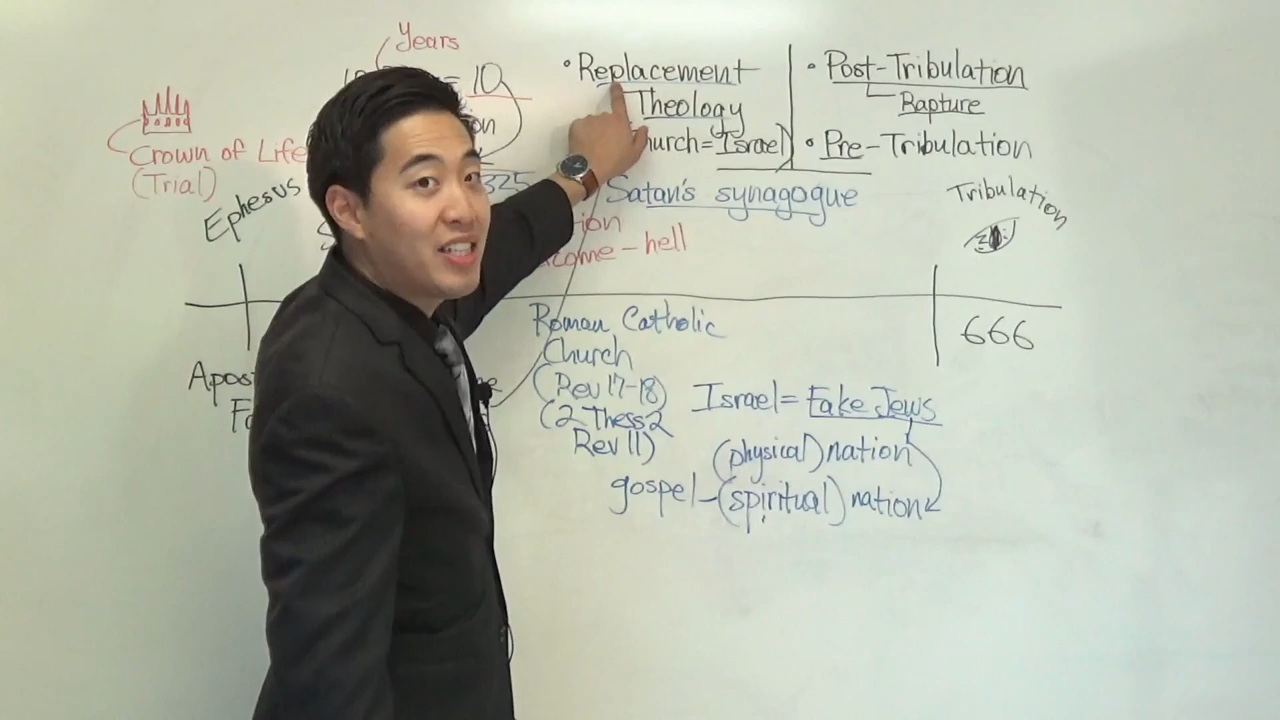 Years
= 10
• Replacement
Theology
hurch = Israel)
• Post-Tribulation
Rapture
• Pre-Tribulation
Crown of Life
(Trial)
Ephesus
325
Satan's synagogue
Tribulation
- hell
Roman Catholic
Church
(Rev 17-18)
(2 Thess 2
Rev 11)
666
Israel = Fake Jews
(physical) nation
gospel - (spiritual) nation
Apos